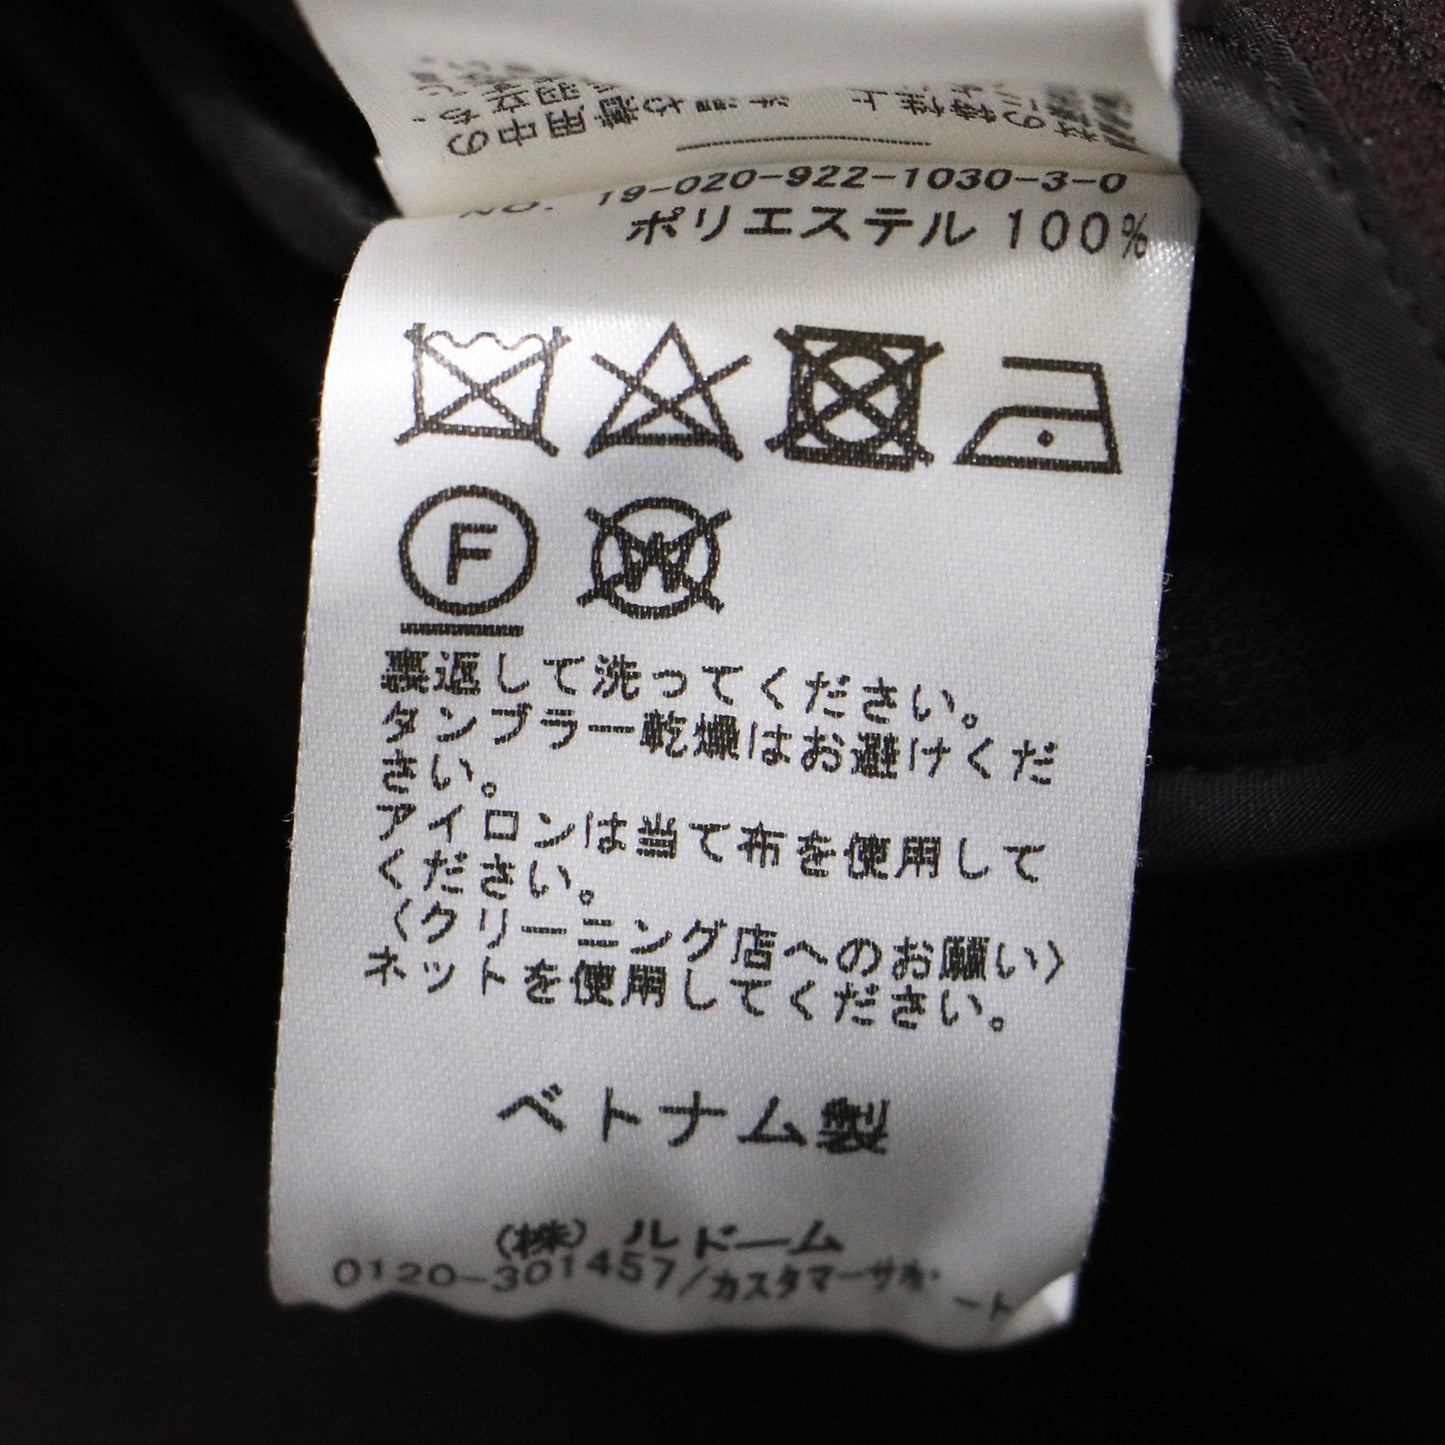 NO. 19-020-922-1030-3-0
ポリエステル 100%
F
W
裏返して洗ってください。
タンブラー乾燥はお避けくだ
さい。
アイロンは当て布を使用して
ください。
〈クリーニング店へのお願い〉
ネットを使用してください。
ベトナム製
(株) ルドーム
0120-301457/カスタマーサポート